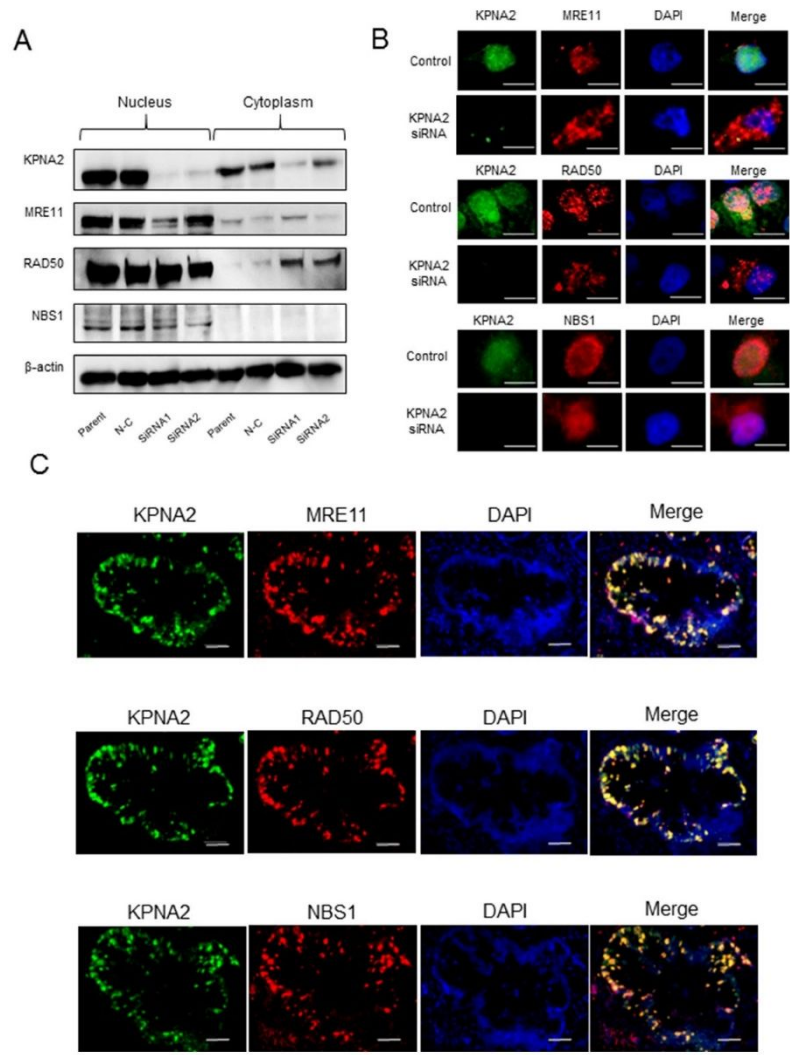 A
Nucleus Cytoplasm
KPNA2
MRE11
RAD50
NBS1
β-actin
Parent N-C SiRNA1 SiRNA2 Parent N-C SiRNA1 SiRNA2
B
KPNA2 MRE11 DAPI Merge
Control
KPNA2
siRNA
KPNA2 RAD50 DAPI Merge
Control
KPNA2
siRNA
KPNA2 NBS1 DAPI Merge
Control
KPNA2
siRNA
C
KPNA2 MRE11 DAPI Merge
KPNA2 RAD50 DAPI Merge
KPNA2 NBS1 DAPI Merge